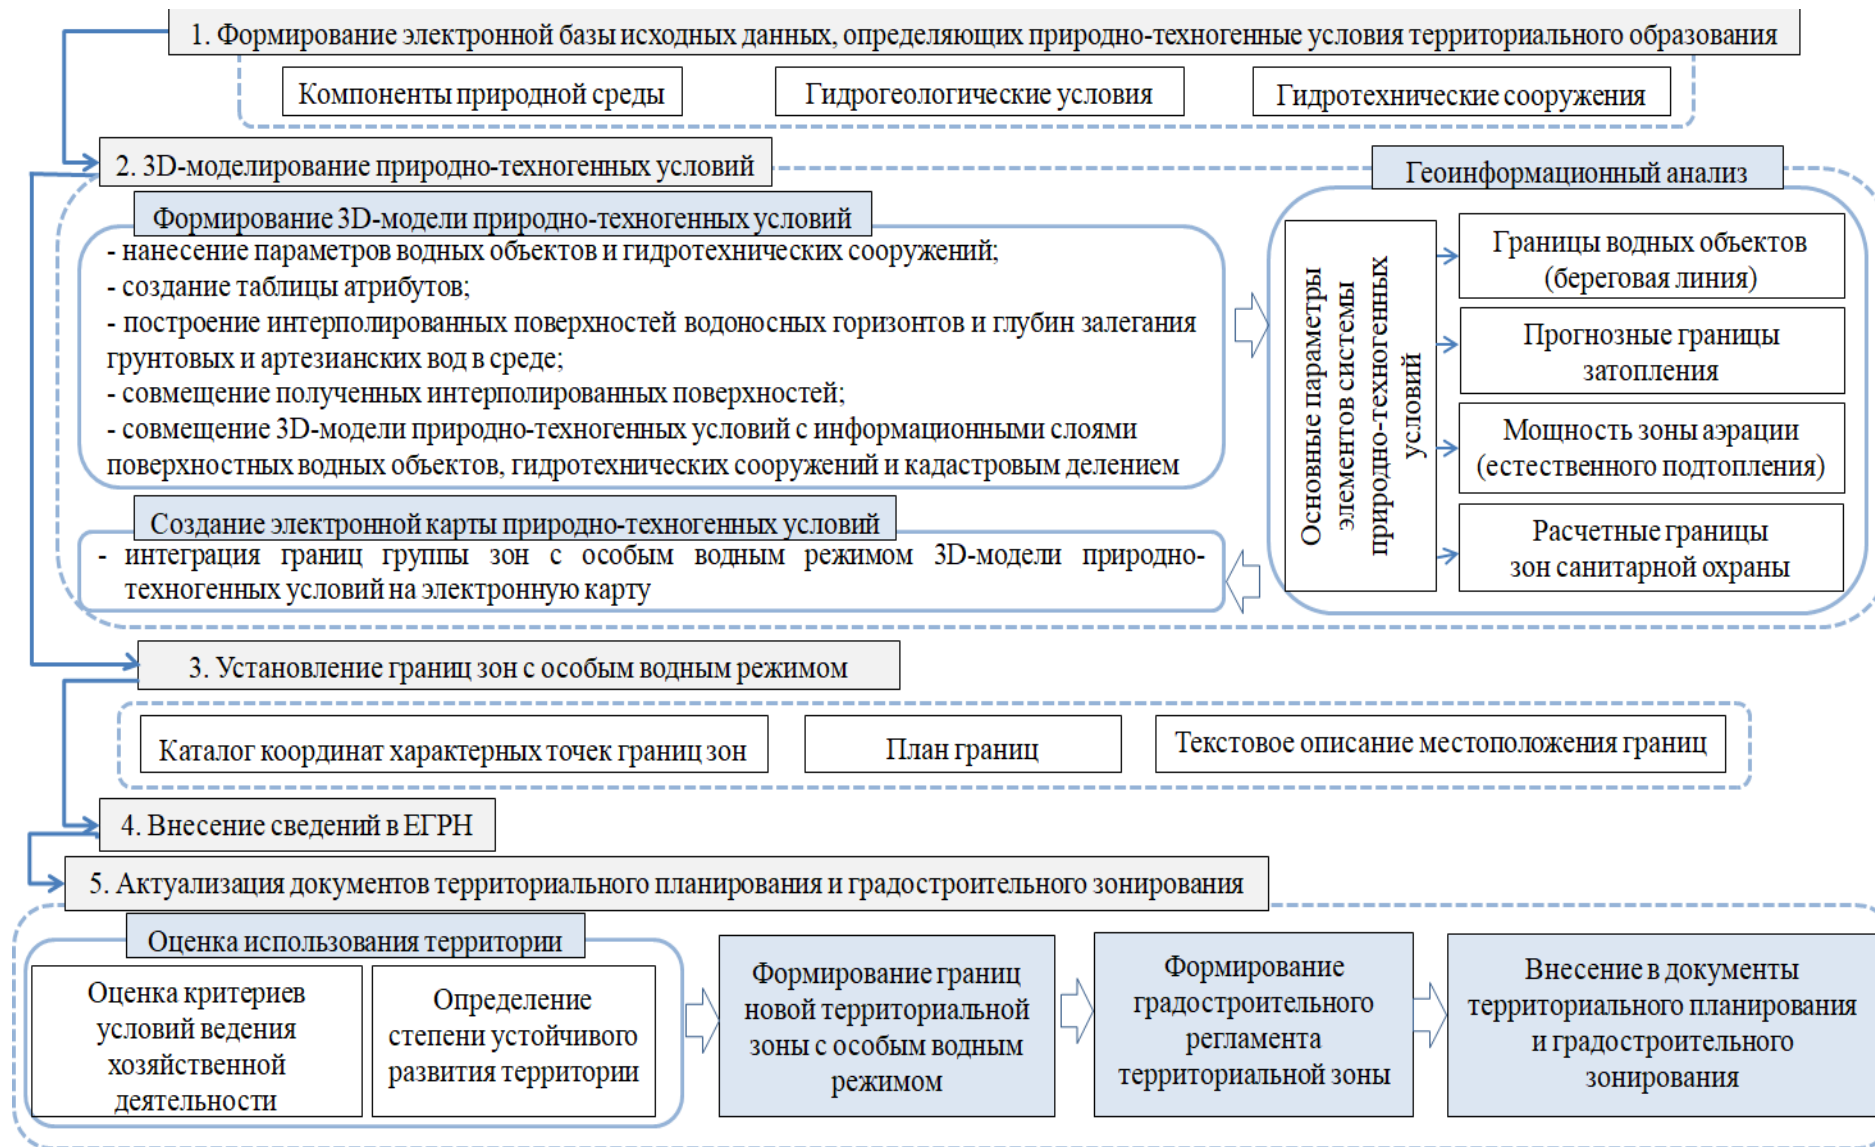 1. Формирование электронной базы исходных данных, определяющих природно-техногенные условия территориального образования
Компоненты природной среды
Гидрогеологические условия
Гидротехнические сооружения
2. 3D-моделирование природно-техногенных условий
Формирование 3D-модели природно-техногенных условий
- нанесение параметров водных объектов и гидротехнических сооружений;
- создание таблицы атрибутов;
- построение интерполированных поверхностей водоносных горизонтов и глубин залегания
грунтовых и артезианских вод в среде;
- совмещение полученных интерполированных поверхностей;
- совмещение 3D-модели природно-техногенных условий с информационными слоями
поверхностных водных объектов, гидротехнических сооружений и кадастровым делением
Геоинформационный анализ
Основные параметры
элементов системы
природно-техногенных
условий
Границы водных объектов
(береговая линия)
Прогнозные границы
затопления
Мощность зоны аэрации
(естественного подтопления)
Расчетные границы
зон санитарной охраны
Создание электронной карты природно-техногенных условий
- интеграция границ группы зон с особым водным режимом 3D-модели природно-
техногенных условий на электронную карту
3. Установление границ зон с особым водным режимом
Каталог координат характерных точек границ зон
План границ
Текстовое описание местоположения границ
4. Внесение сведений в ЕГРН
5. Актуализация документов территориального планирования и градостроительного зонирования
Оценка использования территории
Оценка критериев
условий ведения
хозяйственной
деятельности
Определение
степени устойчивого
развития территории
Формирование границ
новой территориальной
зоны с особым водным
режимом
Формирование
градостроительного
регламента
территориальной зоны
Внесение в документы
территориального планирования
и градостроительного
зонирования